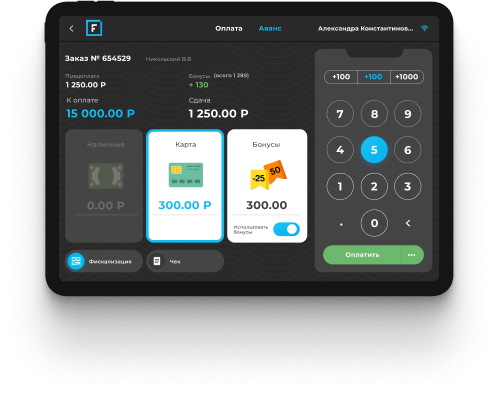 F
Оплата
Аванс
Александра Константинов...
Заказ № 654529
Никольский В.В
Предоплата
Бонусы (всего 1 289)
1 250.00 Р
+ 130
К оплате
Сдача
15 000.00 Р
1 250.00 Р
Наличные
0.00 Р
Карта
300.00 Р
Бонусы
-25
50
300.00
Использовать
бонусы
Фискализация
Чек
+100
+100
+1000
7
8
9
4
5
6
1
2
3
.
0
<
Оплатить
•••